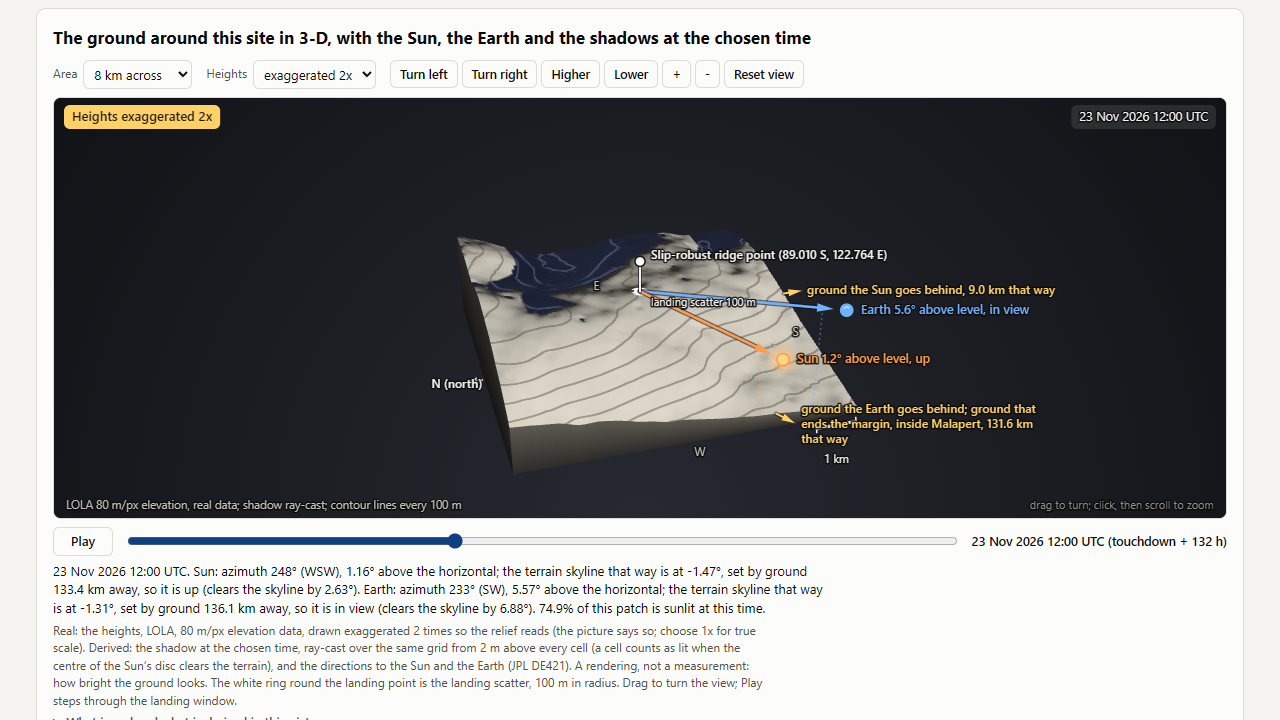 The ground around this site in 3-D, with the Sun, the Earth and the shadows at the chosen time
Area 8 km across Heights exaggerated 2x Turn left Turn right Higher Lower + - Reset view
Heights exaggerated 2x
23 Nov 2026 12:00 UTC
Slip-robust ridge point (89.010 S, 122.764 E)
E
ground the Sun goes behind, 9.0 km that way
landing scatter 100 m
Earth 5.6° above level, in view
S
Sun 1.2° above level, up
N (north)
ground the Earth goes behind; ground that
ends the margin, inside Malapert, 131.6 km
that way
W
1 km
LOLA 80 m/px elevation, real data; shadow ray-cast; contour lines every 100 m
drag to turn; click, then scroll to zoom
Play
23 Nov 2026 12:00 UTC (touchdown + 132 h)
23 Nov 2026 12:00 UTC. Sun: azimuth 248° (WSW), 1.16° above the horizontal; the terrain skyline that way is at -1.47°, set by ground
133.4 km away, so it is up (clears the skyline by 2.63°). Earth: azimuth 233° (SW), 5.57° above the horizontal; the terrain skyline that way
is at -1.31°, set by ground 136.1 km away, so it is in view (clears the skyline by 6.88°). 74.9% of this patch is sunlit at this time.
Real: the heights, LOLA, 80 m/px elevation data, drawn exaggerated 2 times so the relief reads (the picture says so; choose 1x for true
scale). Derived: the shadow at the chosen time, ray-cast over the same grid from 2 m above every cell (a cell counts as lit when the
centre of the Sun's disc clears the terrain), and the directions to the Sun and the Earth (JPL DE421). A rendering, not a measurement:
how bright the ground looks. The white ring round the landing point is the landing scatter, 100 m in radius. Drag to turn the view; Play
steps through the landing window.